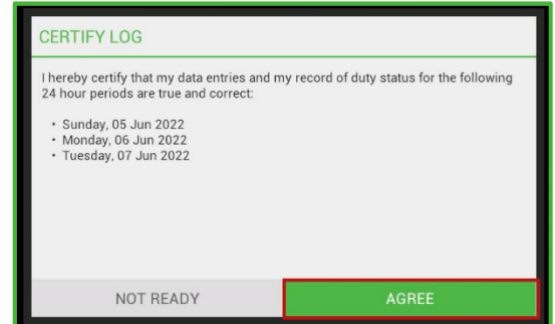 CERTIFY LOG
I hereby certify that my data entries and my record of duty status for the following
24 hour periods are true and correct:
• Sunday, 05 Jun 2022
• Monday, 06 Jun 2022
• Tuesday, 07 Jun 2022
NOT READY
AGREE